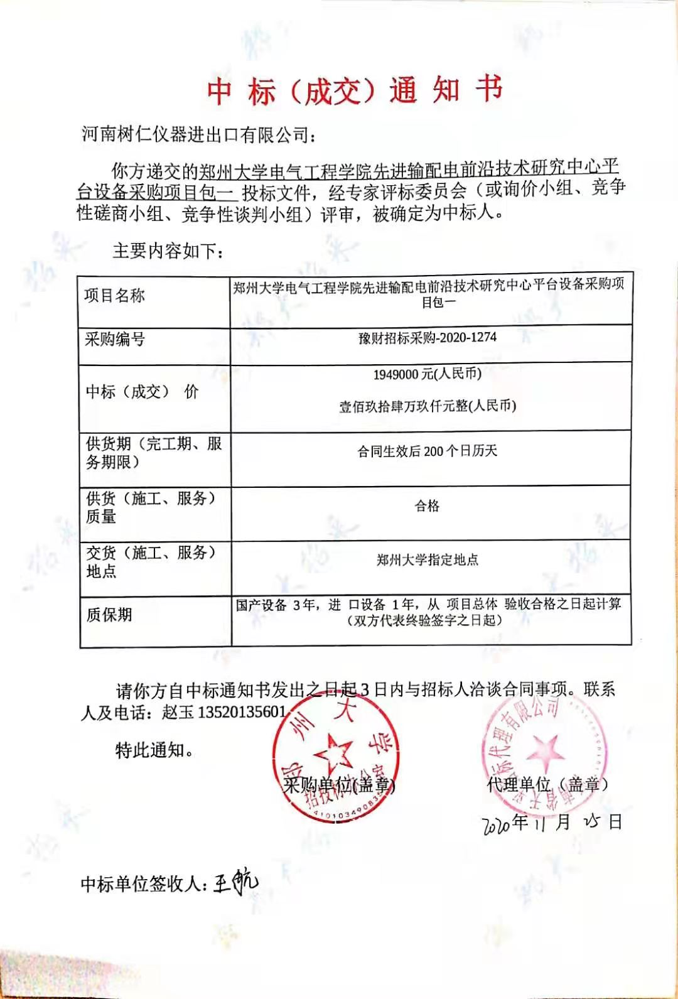 中 标（成交）通 知 书
河南树仁仪器进出口有限公司：
你方递交的郑州大学电气工程学院先进输配电前沿技术研究中心平
台设备采购项目包一 投标文件，经专家评标委员会（或询价小组、竞争
性磋商小组、竞争性谈判小组）评审，被确定为中标人。
主要内容如下：
项目名称
郑州大学电气工程学院先进输配电前沿技术研究中心平台设备采购项
目包一
采购编号
豫财招标采购-2020-1274
中标（成交） 价
1949000 元(人民币)
壹佰玖拾肆万玖仟元整(人民币)
供货期（完工期、服
务期限）
合同生效后 200 个日历天
供货（施工、服务）
质量
合格
交货（施工、服务）
地点
郑州大学指定地点
质保期
国产设备 3 年，进 口设备 1 年，从 项目总体 验收合格之日起计算
（双方代表终验签字之日起）
请你方自中标通知书发出之日起 3 日内与招标人洽谈合同事项。联系
人及电话：赵玉 13520135601
特此通知。
郑州大学
招投标办公室
采购单位(盖章)
代理单位（盖章）
2020年 11 月 25 日
中标单位签收人：王航